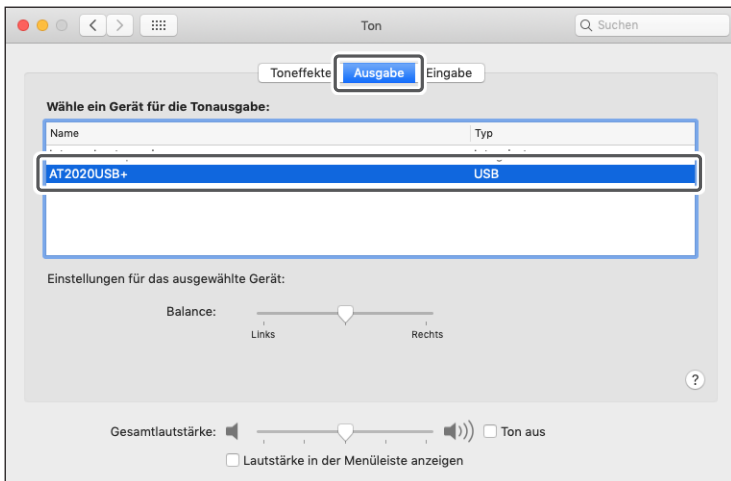 Ton
Suchen
Toneffekte Ausgabe Eingabe
Wähle ein Gerät für die Tonausgabe:
Name Typ
AT2020USB+ USB
Einstellungen für das ausgewählte Gerät:
Balance:
Links Rechts
?
Gesamtlautstärke: Ton aus
Lautstärke in der Menüleiste anzeigen